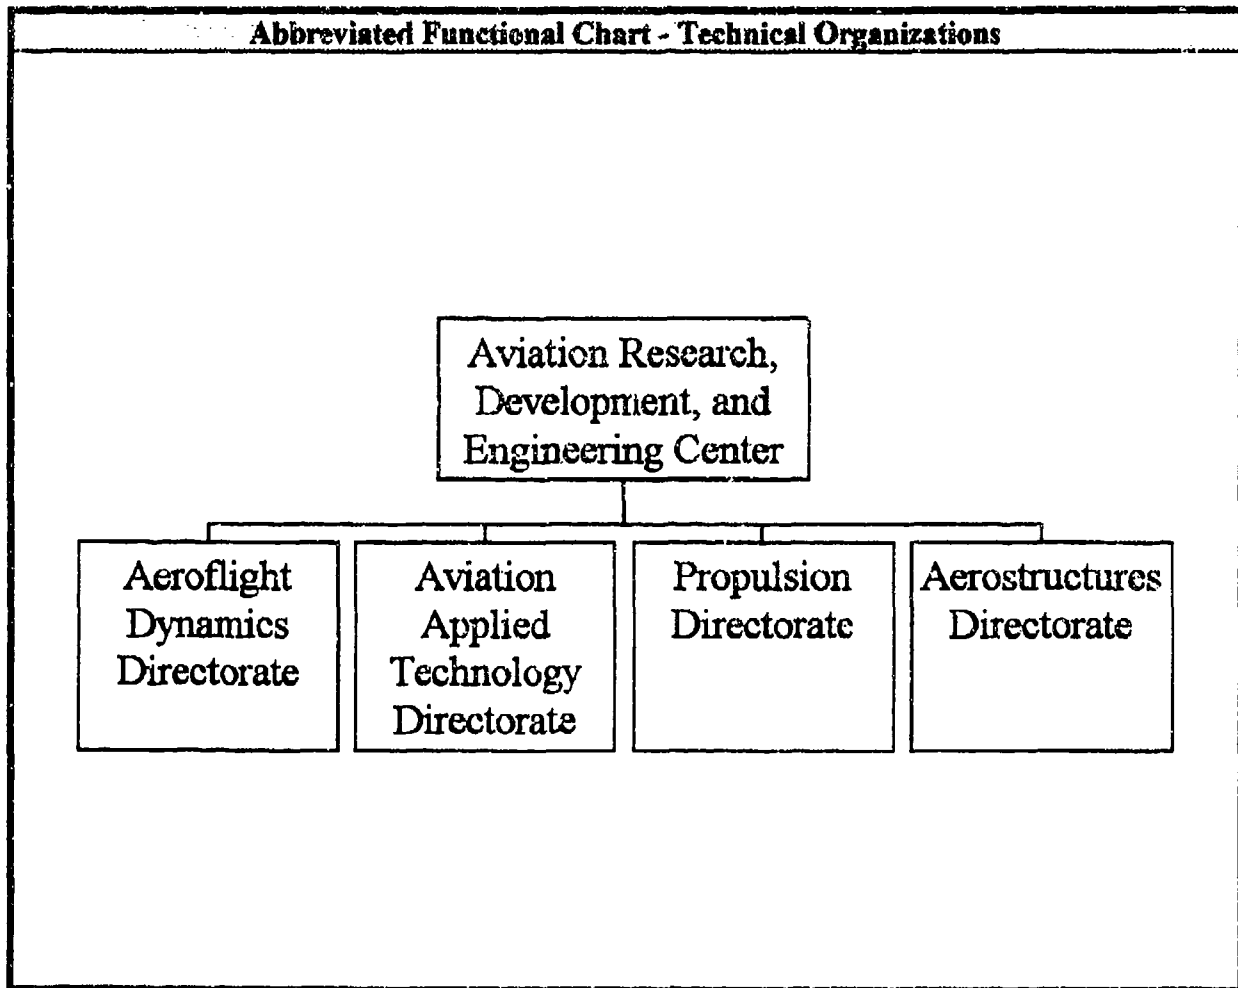 Abbreviated Functional Chart - Technical Organizations
Aviation Research,
Development, and
Engineering Center
Aeroflight
Dynamics
Directorate
Aviation
Applied
Technology
Directorate
Propulsion
Directorate
Aerostructures
Directorate